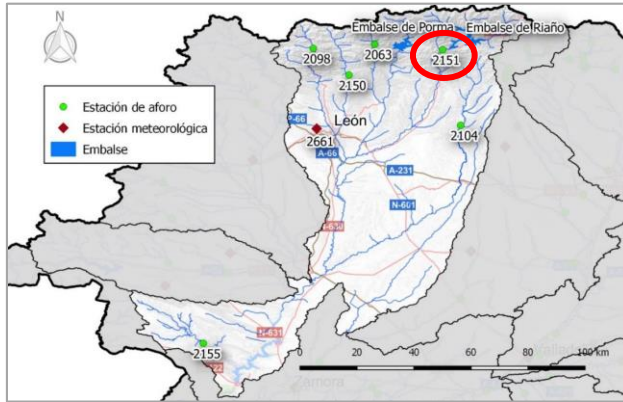 N
Embalse de Porma
Embalse de Riaño
2098
2063
2151
2150
Estación de aforo
Estación meteorológica
Embalse
P-66
León
2661
2104
A-66
A-231
N-601
2155
0 20 40 60 80 100 km
Zamora